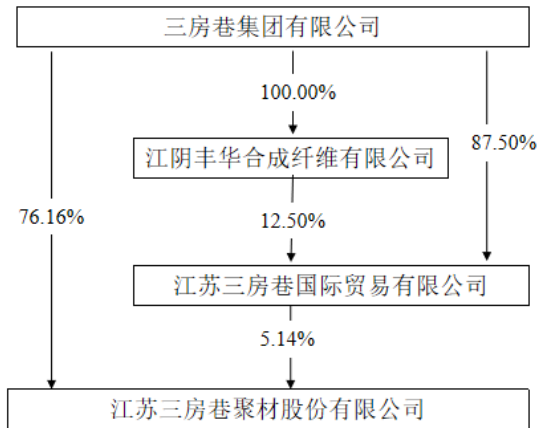 三房巷集团有限公司
100.00%
87.50%
江阴丰华合成纤维有限公司
76.16%
12.50%
江苏三房巷国际贸易有限公司
5.14%
江苏三房巷聚材股份有限公司